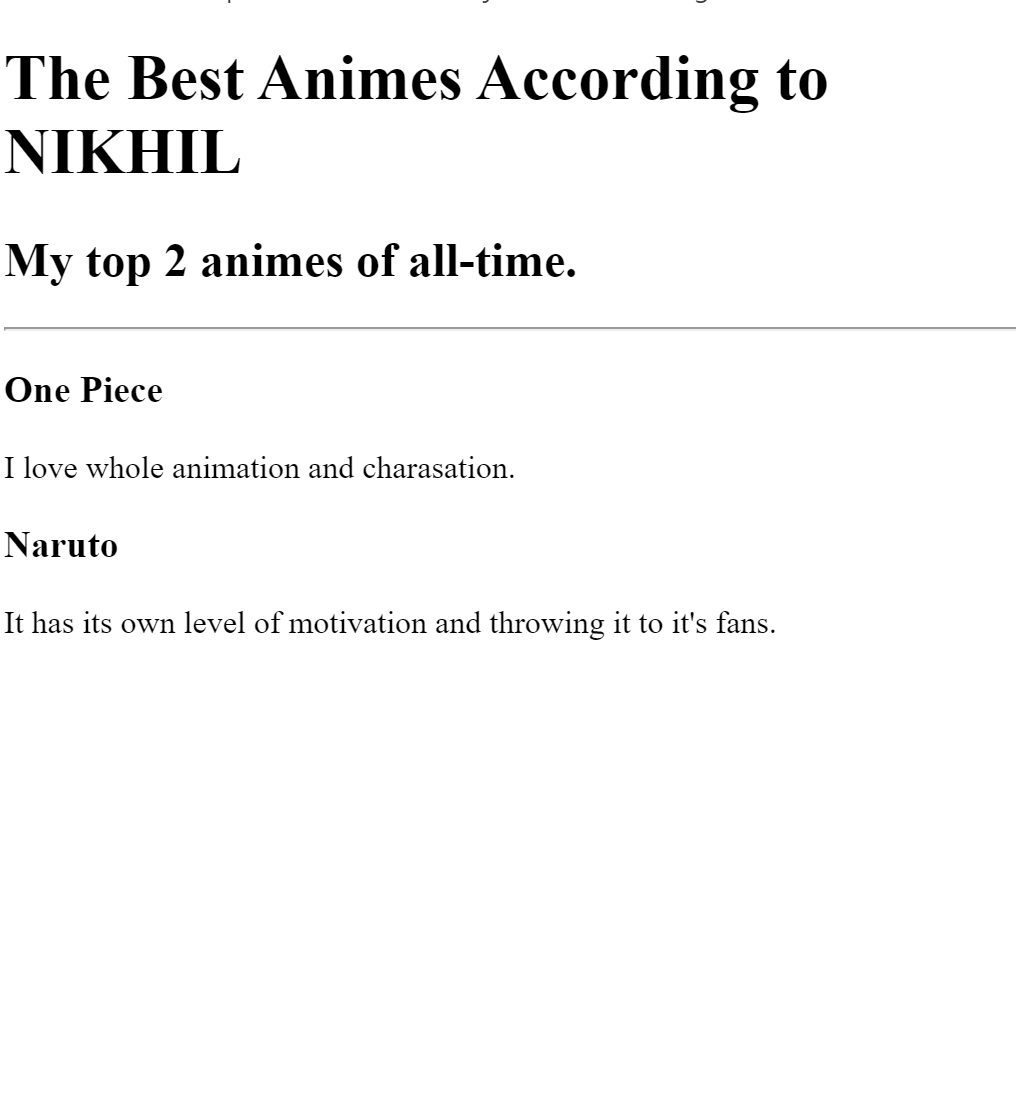 The Best Animes According to
NIKHIL
My top 2 animes of all-time.
One Piece
I love whole animation and charasation.
Naruto
It has its own level of motivation and throwing it to it's fans.